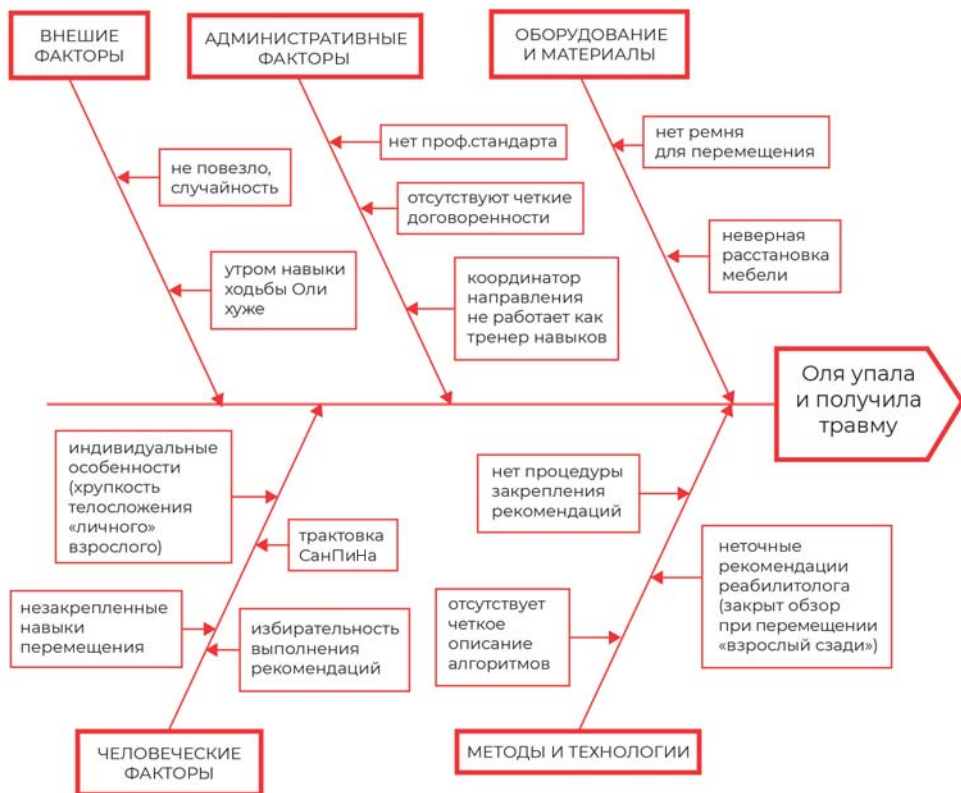 ВНЕШИЕ
ФАКТОРЫ
АДМИНИСТРАТИВНЫЕ
ФАКТОРЫ
ОБОРУДОВАНИЕ
И МАТЕРИАЛЫ
не повезло,
случайность
утром навыки
ходьбы Оли
хуже
нет проф.стандарта
отсутствуют четкие
договоренности
координатор
направления
не работает как
тренер навыков
нет ремня
для перемещения
неверная
расстановка
мебели
Оля упала
и получила
травму
индивидуальные
особенности
(хрупкость
телосложения
«личного»
взрослого)
трактовка
СанПиНа
незакрепленные
навыки
перемещения
избирательность
выполнения
рекомендаций
нет процедуры
закрепления
рекомендаций
неточные
рекомендации
реабилитолога
(закрыт обзор
при перемещении
«взрослый сзади»)
отсутствует
четкое
описание
алгоритмов
ЧЕЛОВЕЧЕСКИЕ
ФАКТОРЫ
МЕТОДЫ И ТЕХНОЛОГИИ